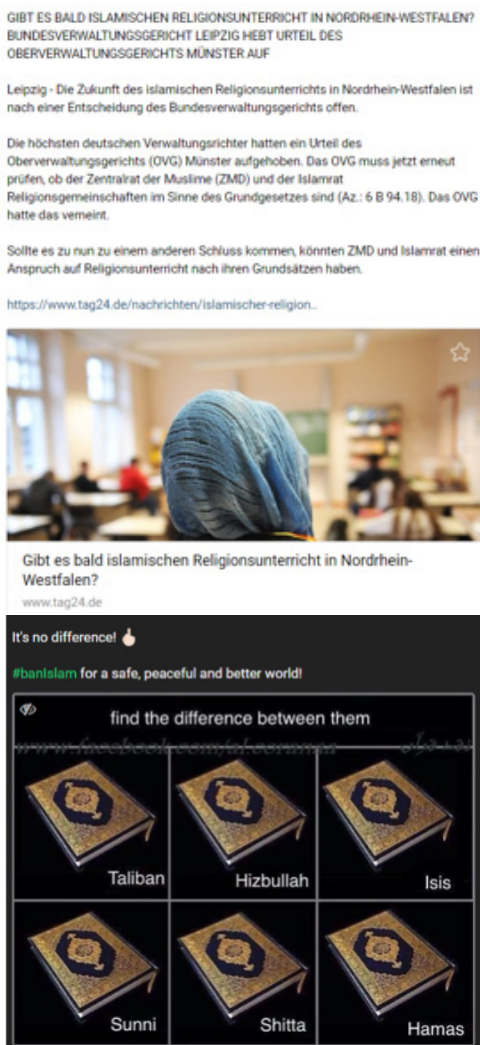 GIBT ES BALD ISLAMISCHEN RELIGIONSUNTERRICHT IN NORDRHEIN-WESTFALEN?
BUNDESVERWALTUNGSGERICHT LEIPZIG HEBT URTEIL DES
OBERVERWALTUNGSGERICHTS MÜNSTER AUF
Leipzig - Die Zukunft des islamischen Religionsunterrichts in Nordrhein-Westfalen ist
nach einer Entscheidung des Bundesverwaltungsgerichts offen.
Die höchsten deutschen Verwaltungsrichter hatten ein Urteil des
Oberverwaltungsgerichts (OVG) Münster aufgehoben. Das OVG muss jetzt erneut
prüfen, ob der Zentralrat der Muslime (ZMD) und der Islamrat
Religionsgemeinschaften im Sinne des Grundgesetzes sind (Az.: 6 B 94.18). Das OVG
hatte das verneint.
Sollte es zu nun zu einem anderen Schluss kommen, könnten ZMD und Islamrat einen
Anspruch auf Religionsunterricht nach ihren Grundsätzen haben.
https://www.tag24.de/nachrichten/islamischer-religion..
Gibt es bald islamischen Religionsunterricht in Nordrhein-
Westfalen?
www.tag24.de
It's no difference!
#banIslam for a safe, peaceful and better world!
find the difference between them
Taliban
Hizbullah
Isis
Sunni
Shitta
Hamas